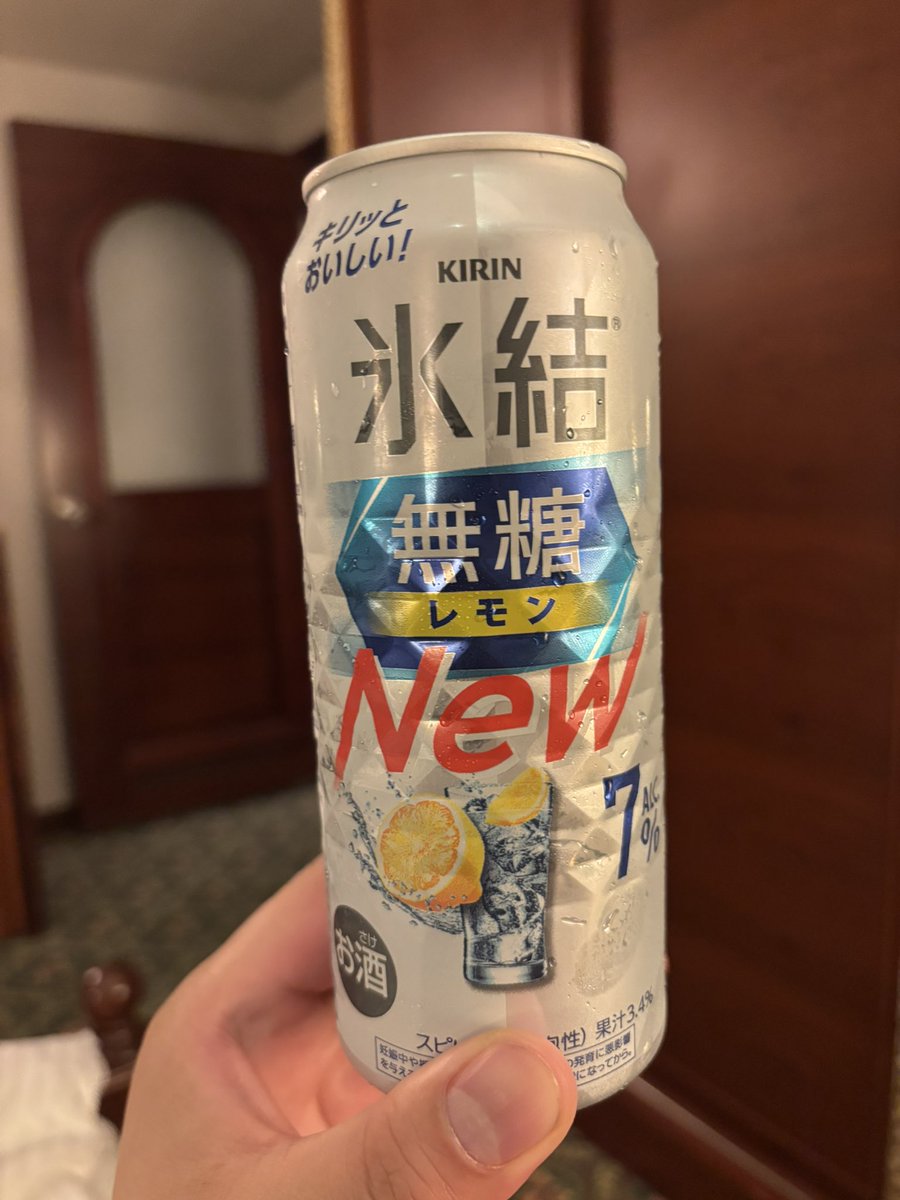 キリッと
おいしい!
KIRIN
氷結®
無糖
レモン
New
7 ALC. %
さけ
お酒
スピ 性) 果汁3.4%
妊娠中や の発育に悪影響
を与え になってから。